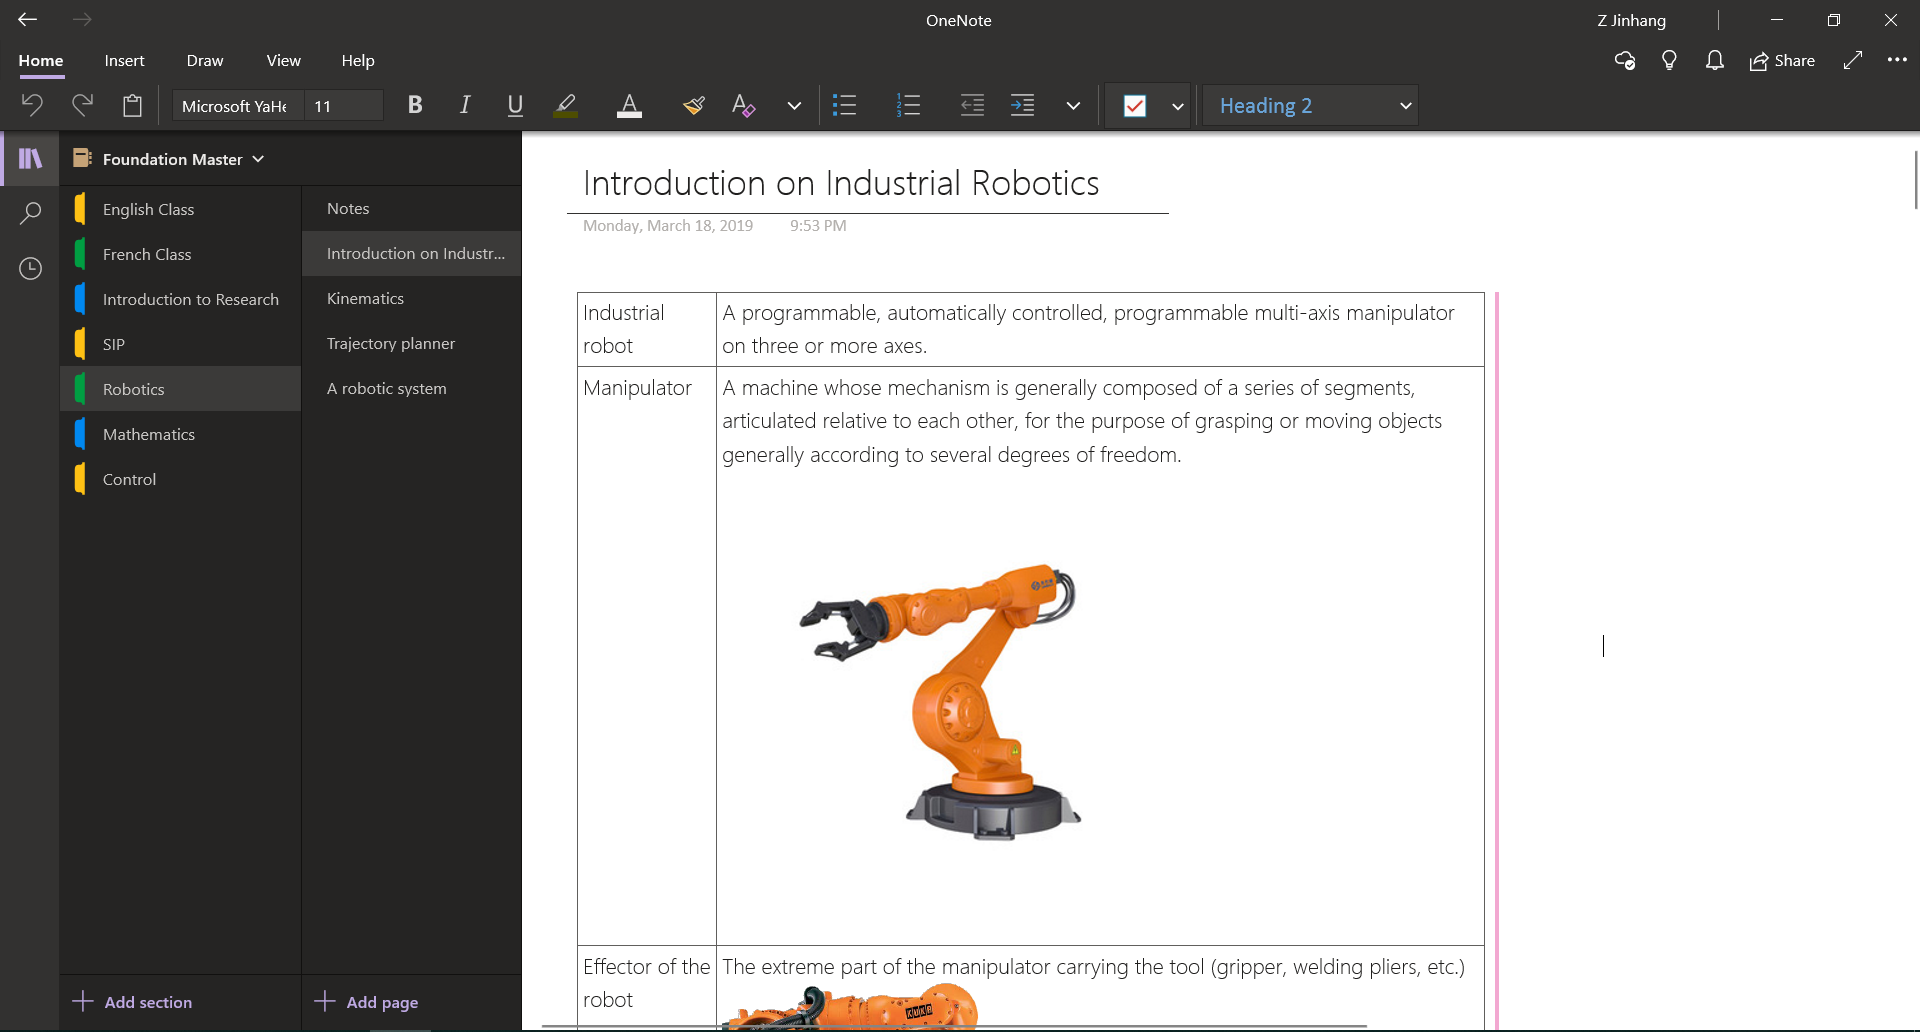 OneNote
Z Jinhang
Home
Insert
Draw
View
Help
Share
Microsoft YaHe
11
B
I
U
A
A
Heading 2
Foundation Master
English Class
French Class
Introduction to Research
SIP
Robotics
Mathematics
Control
Add section
Notes
Introduction on Industr...
Kinematics
Trajectory planner
A robotic system
Add page
Introduction on Industrial Robotics
Monday, March 18, 2019 9:53 PM
Industrial
robot
A programmable, automatically controlled, programmable multi-axis manipulator
on three or more axes.
Manipulator
A machine whose mechanism is generally composed of a series of segments,
articulated relative to each other, for the purpose of grasping or moving objects
generally according to several degrees of freedom.
Effector of the
robot
The extreme part of the manipulator carrying the tool (gripper, welding pliers, etc.)
KUKA